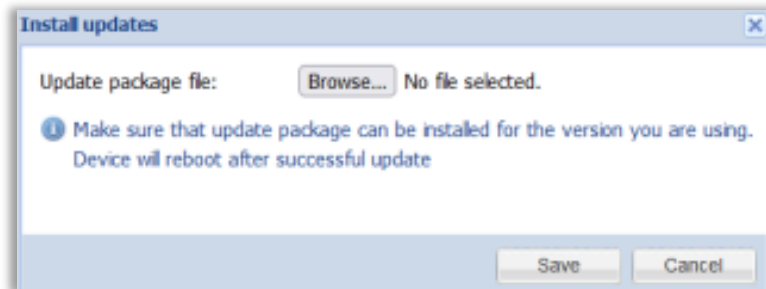 Install updates
Update package file: Browse... No file selected.
Make sure that update package can be installed for the version you are using.
Device will reboot after successful update
Save Cancel